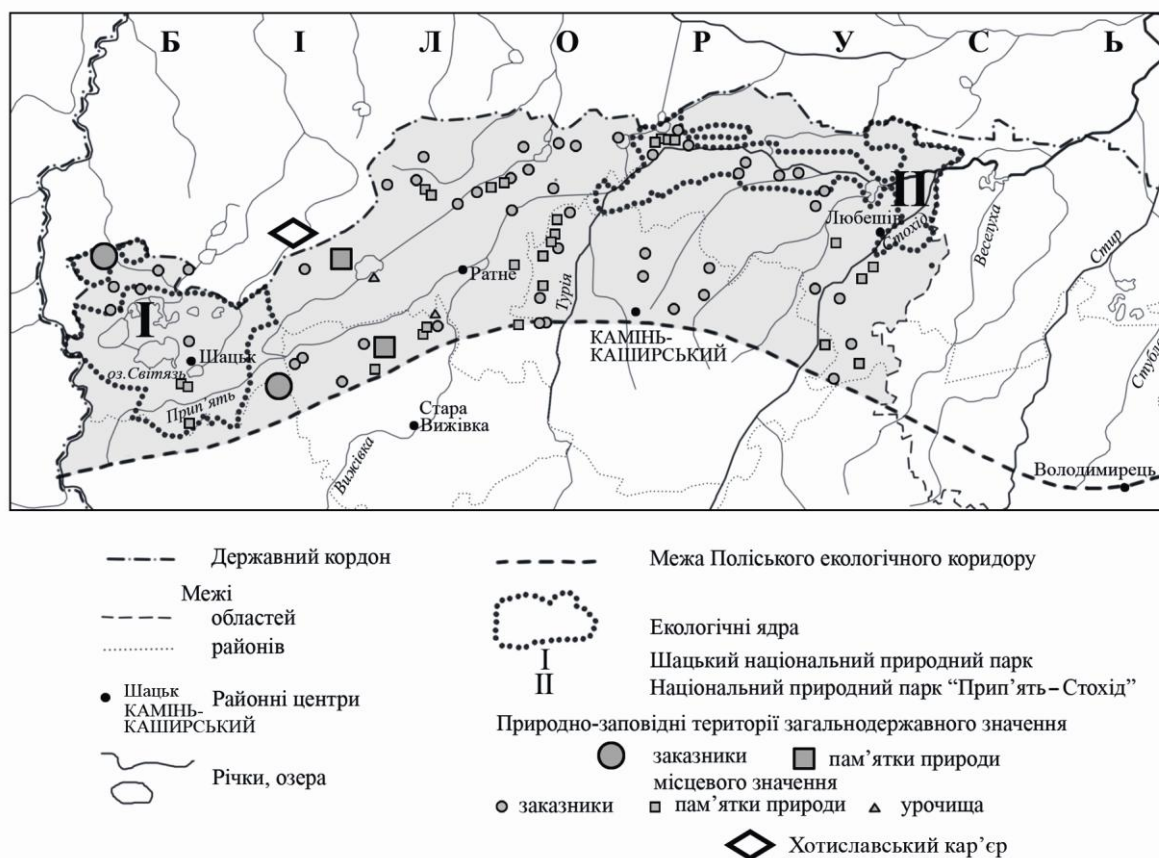 Б І Л О Р У С Ь
I
оз.Світязь
Шацьк
Прип’ять
Ратне
Турія
КАМІНЬ-
КАШИРСЬКИЙ
II
Любешів
Стохід
Веселуха
Стир
Стубла
Стара
Вижівка
Вижівка
Володимирець
Державний кордон
Межі
областей
районів
Шацьк
КАМІНЬ-
КАШИРСЬКИЙ
Районні центри
Річки, озера
Межа Поліського екологічного коридору
Екологічні ядра
I Шацький національний природний парк
II Національний природний парк “Прип’ять–Стохід”
Природно-заповідні території загальнодержавного значення
заказники пам’ятки природи
місцевого значення
заказники пам’ятки природи урочища
Хотиславський кар’єр